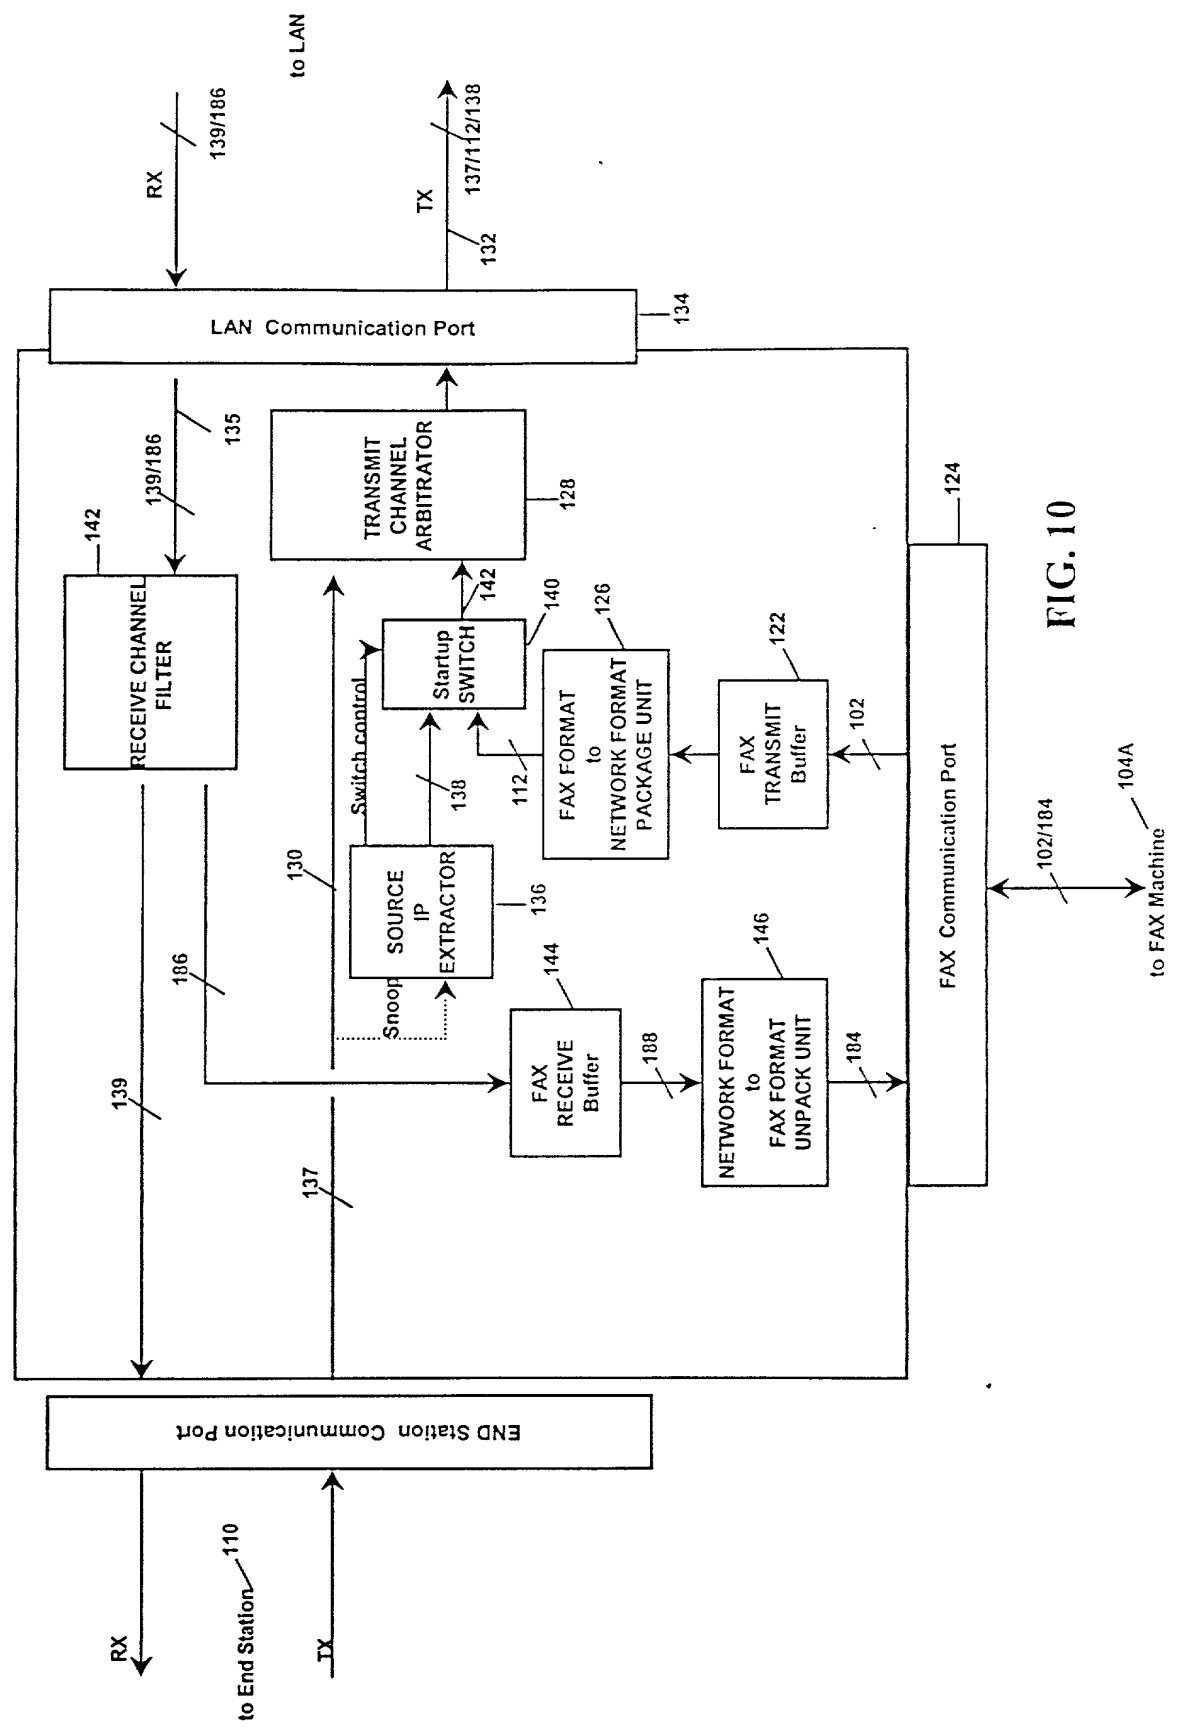 to LAN
RX
139/186
TX
132
137/112/138
LAN Communication Port
134
135
139/186
142
RECEIVE CHANNEL
FILTER
TRANSMIT
CHANNEL
ARBITRATOR
128
142
Startup
SWITCH
140
Switch control
138
112
130
SOURCE
IP
EXTRACTOR
136
Snoop
FAX FORMAT
to
NETWORK FORMAT
PACKAGE UNIT
126
FAX
TRANSMIT
Buffer
122
102
186
139
137
FAX
RECEIVE
Buffer
144
188
NETWORK FORMAT
to
FAX FORMAT
UNPACK UNIT
146
184
FAX Communication Port
124
102/184
to FAX Machine
104A
END Station Communication Port
RX
to End Station
110
TX
FIG. 10